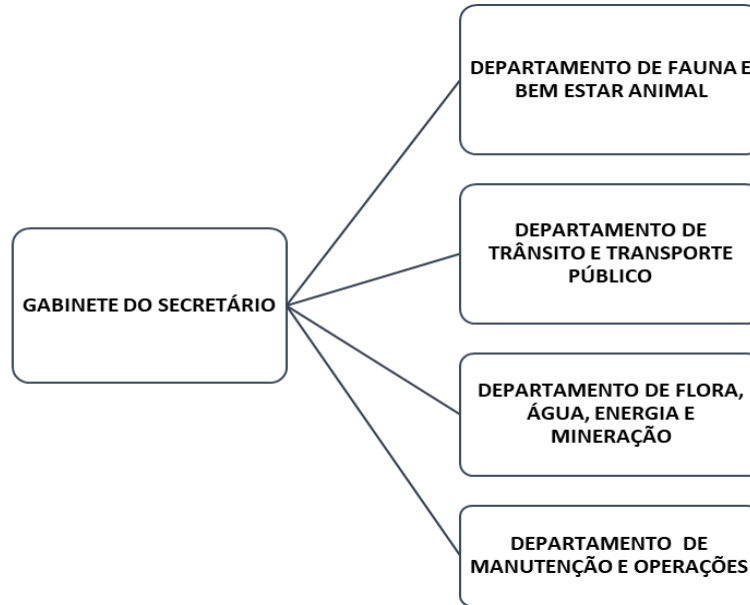 DEPARTAMENTO DE FAUNA E
BEM ESTAR ANIMAL
DEPARTAMENTO DE
TRÂNSITO E TRANSPORTE
PÚBLICO
GABINETE DO SECRETÁRIO
DEPARTAMENTO DE FLORA,
ÁGUA, ENERGIA E
MINERAÇÃO
DEPARTAMENTO DE
MANUTENÇÃO E OPERAÇÕES